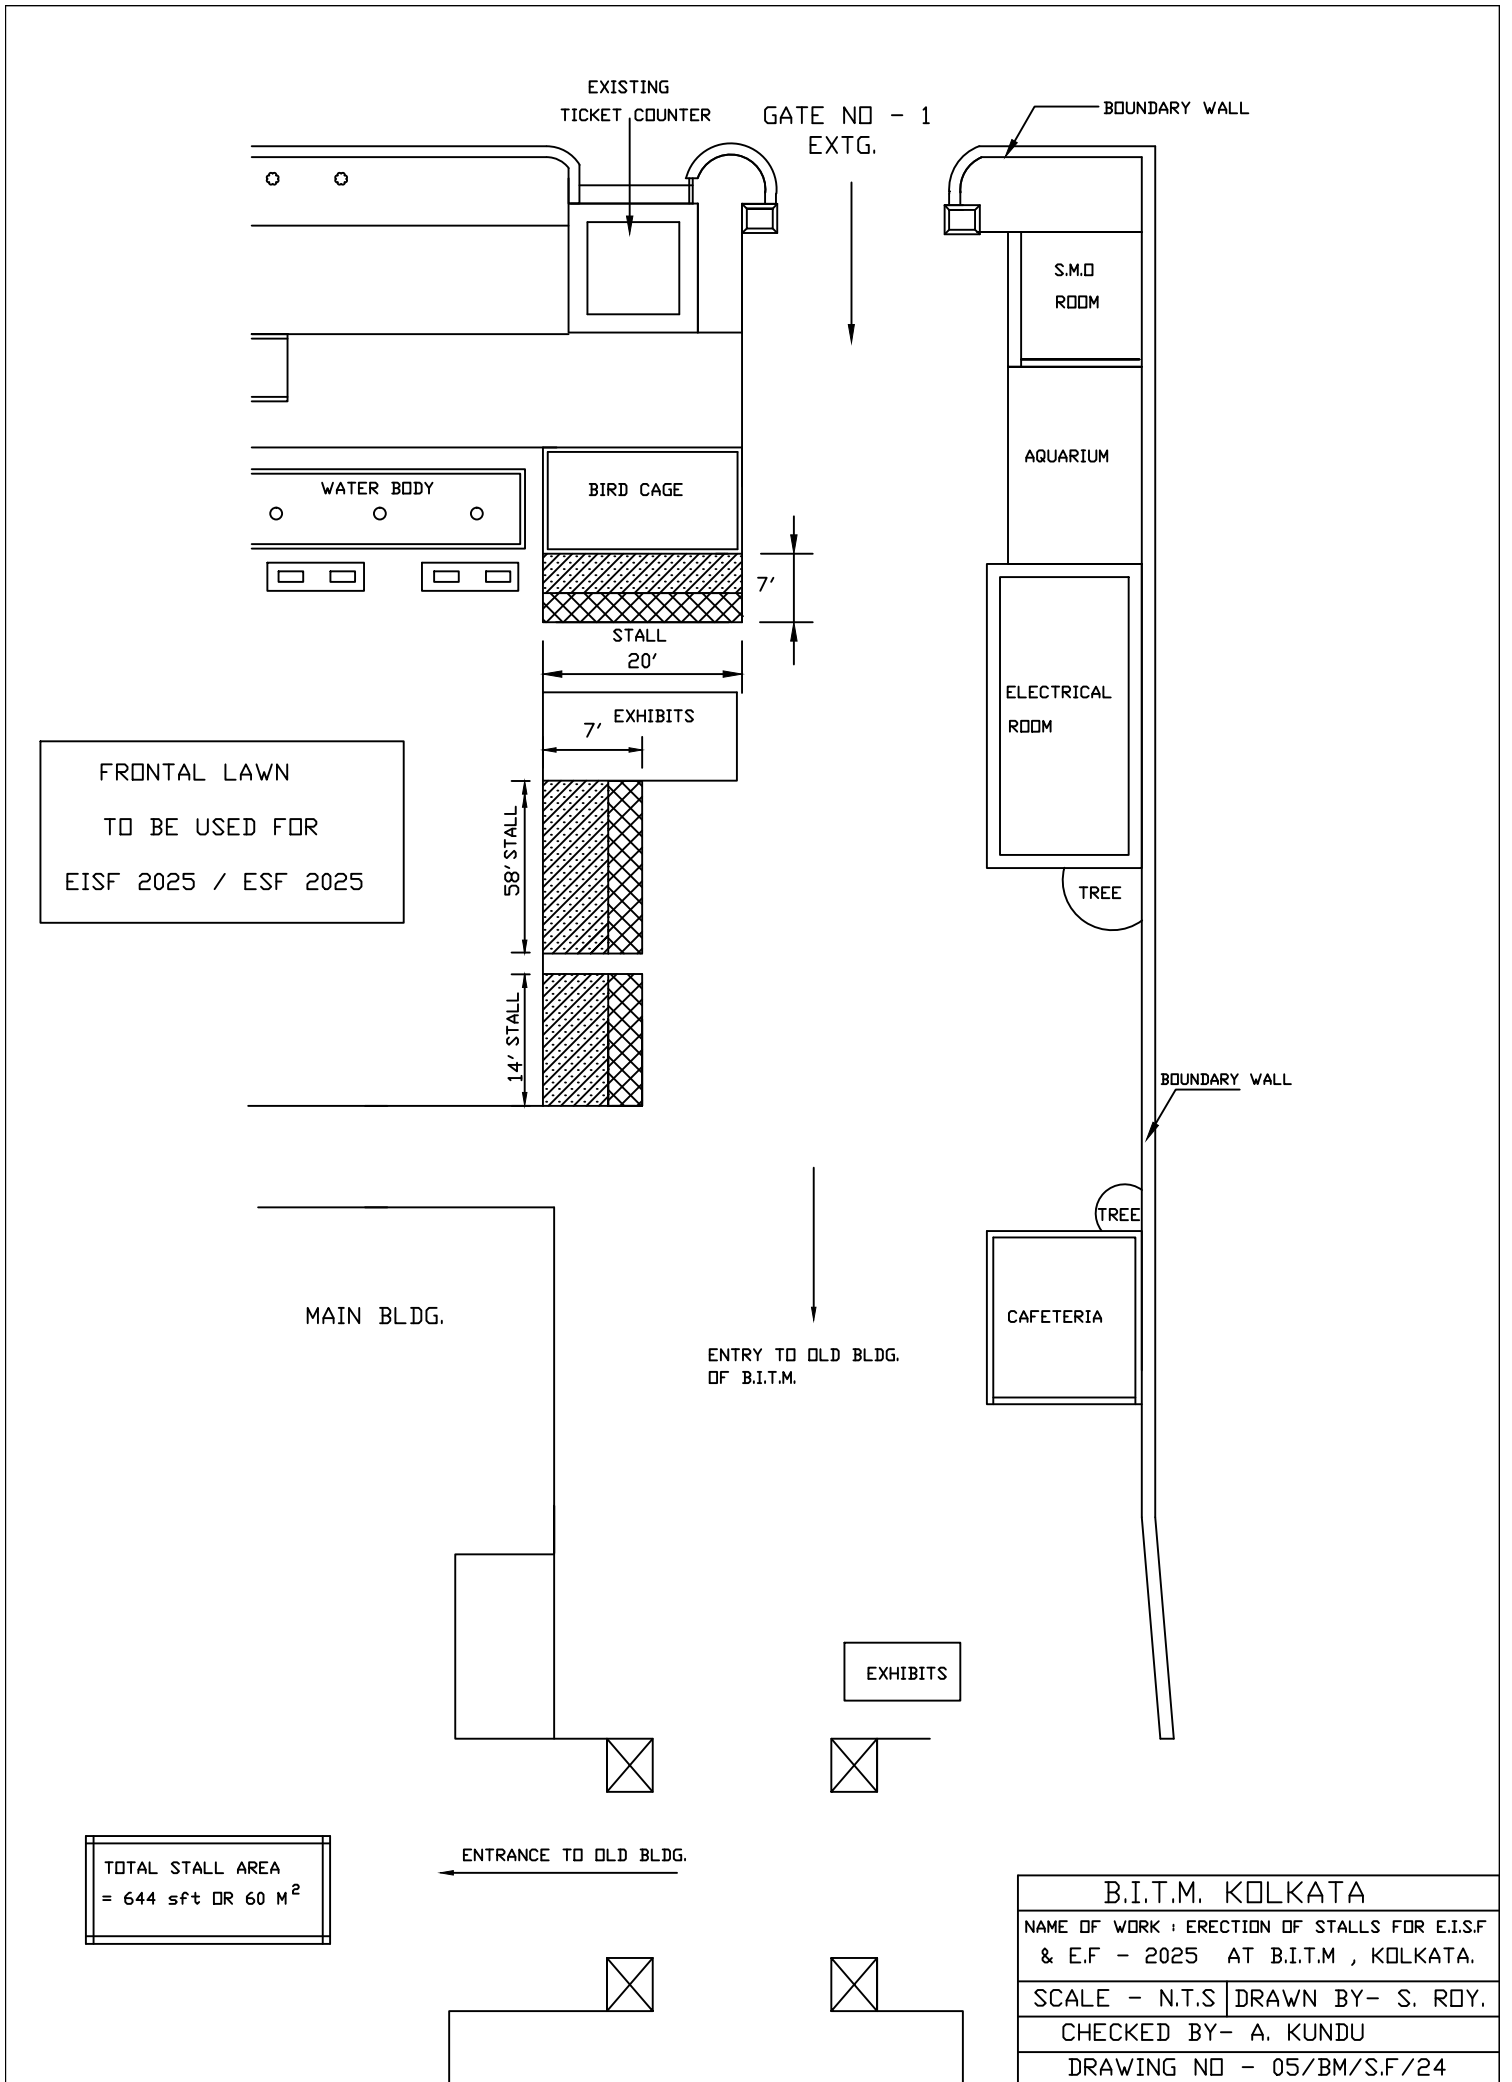 EXISTING
TICKET COUNTER
GATE NO - 1
EXTG.
BOUNDARY WALL
S.M.O
ROOM
AQUARIUM
WATER BODY
BIRD CAGE
7'
STALL
20'
EXHIBITS
7'
ELECTRICAL
ROOM
FRONTAL LAWN
TO BE USED FOR
EISF 2025 / ESF 2025
58' STALL
TREE
14' STALL
BOUNDARY WALL
TREE
MAIN BLDG.
CAFETERIA
ENTRY TO OLD BLDG.
OF B.I.T.M.
EXHIBITS
ENTRANCE TO OLD BLDG.
TOTAL STALL AREA
= 644 sft OR 60 M²
B.I.T.M. KOLKATA
NAME OF WORK : ERECTION OF STALLS FOR E.I.S.F
& E.F - 2025 AT B.I.T.M , KOLKATA.
SCALE - N.T.S
DRAWN BY- S. ROY.
CHECKED BY- A. KUNDU
DRAWING NO - 05/BM/S.F/24